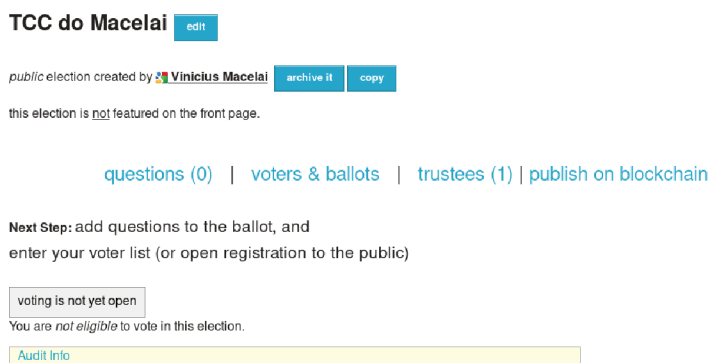 TCC do Macelai edit
public election created by Vinicius Macelai archive it copy
this election is not featured on the front page.
questions (0) | voters & ballots | trustees (1) | publish on blockchain
Next Step: add questions to the ballot, and
enter your voter list (or open registration to the public)
voting is not yet open
You are not eligible to vote in this election.
Audit Info